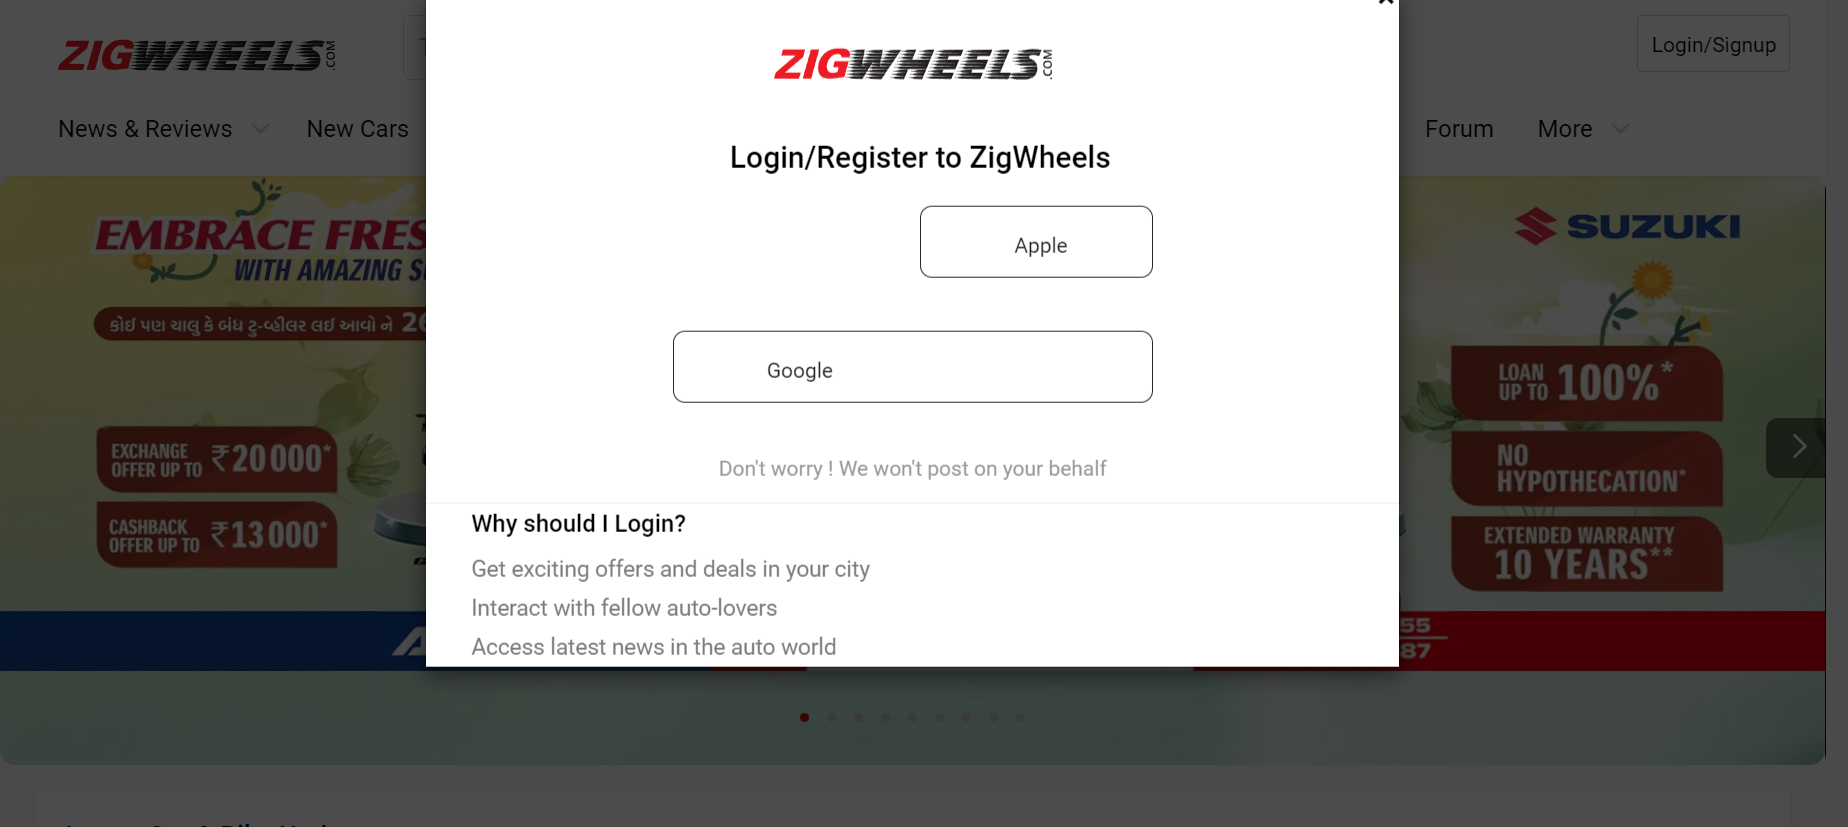 ZIGWHEELS.COM
Login/Signup
News & Reviews
New Cars
Forum
More
ZIGWHEELS.COM
Login/Register to ZigWheels
Apple
Google
Don't worry ! We won't post on your behalf
Why should I Login?
Get exciting offers and deals in your city
Interact with fellow auto-lovers
Access latest news in the auto world
EMBRACE
WITH AMAZING
કોઈ પણ ચાલુ કે બંધ ટુ-વ્હીલર લઈ આવો ને
EXCHANGE
OFFER UP TO ₹20000*
CASHBACK
OFFER UP TO ₹13000*
SUZUKI
LOAN
UP TO 100%*
NO
HYPOTHECATION*
EXTENDED WARRANTY
10 YEARS**
55
87